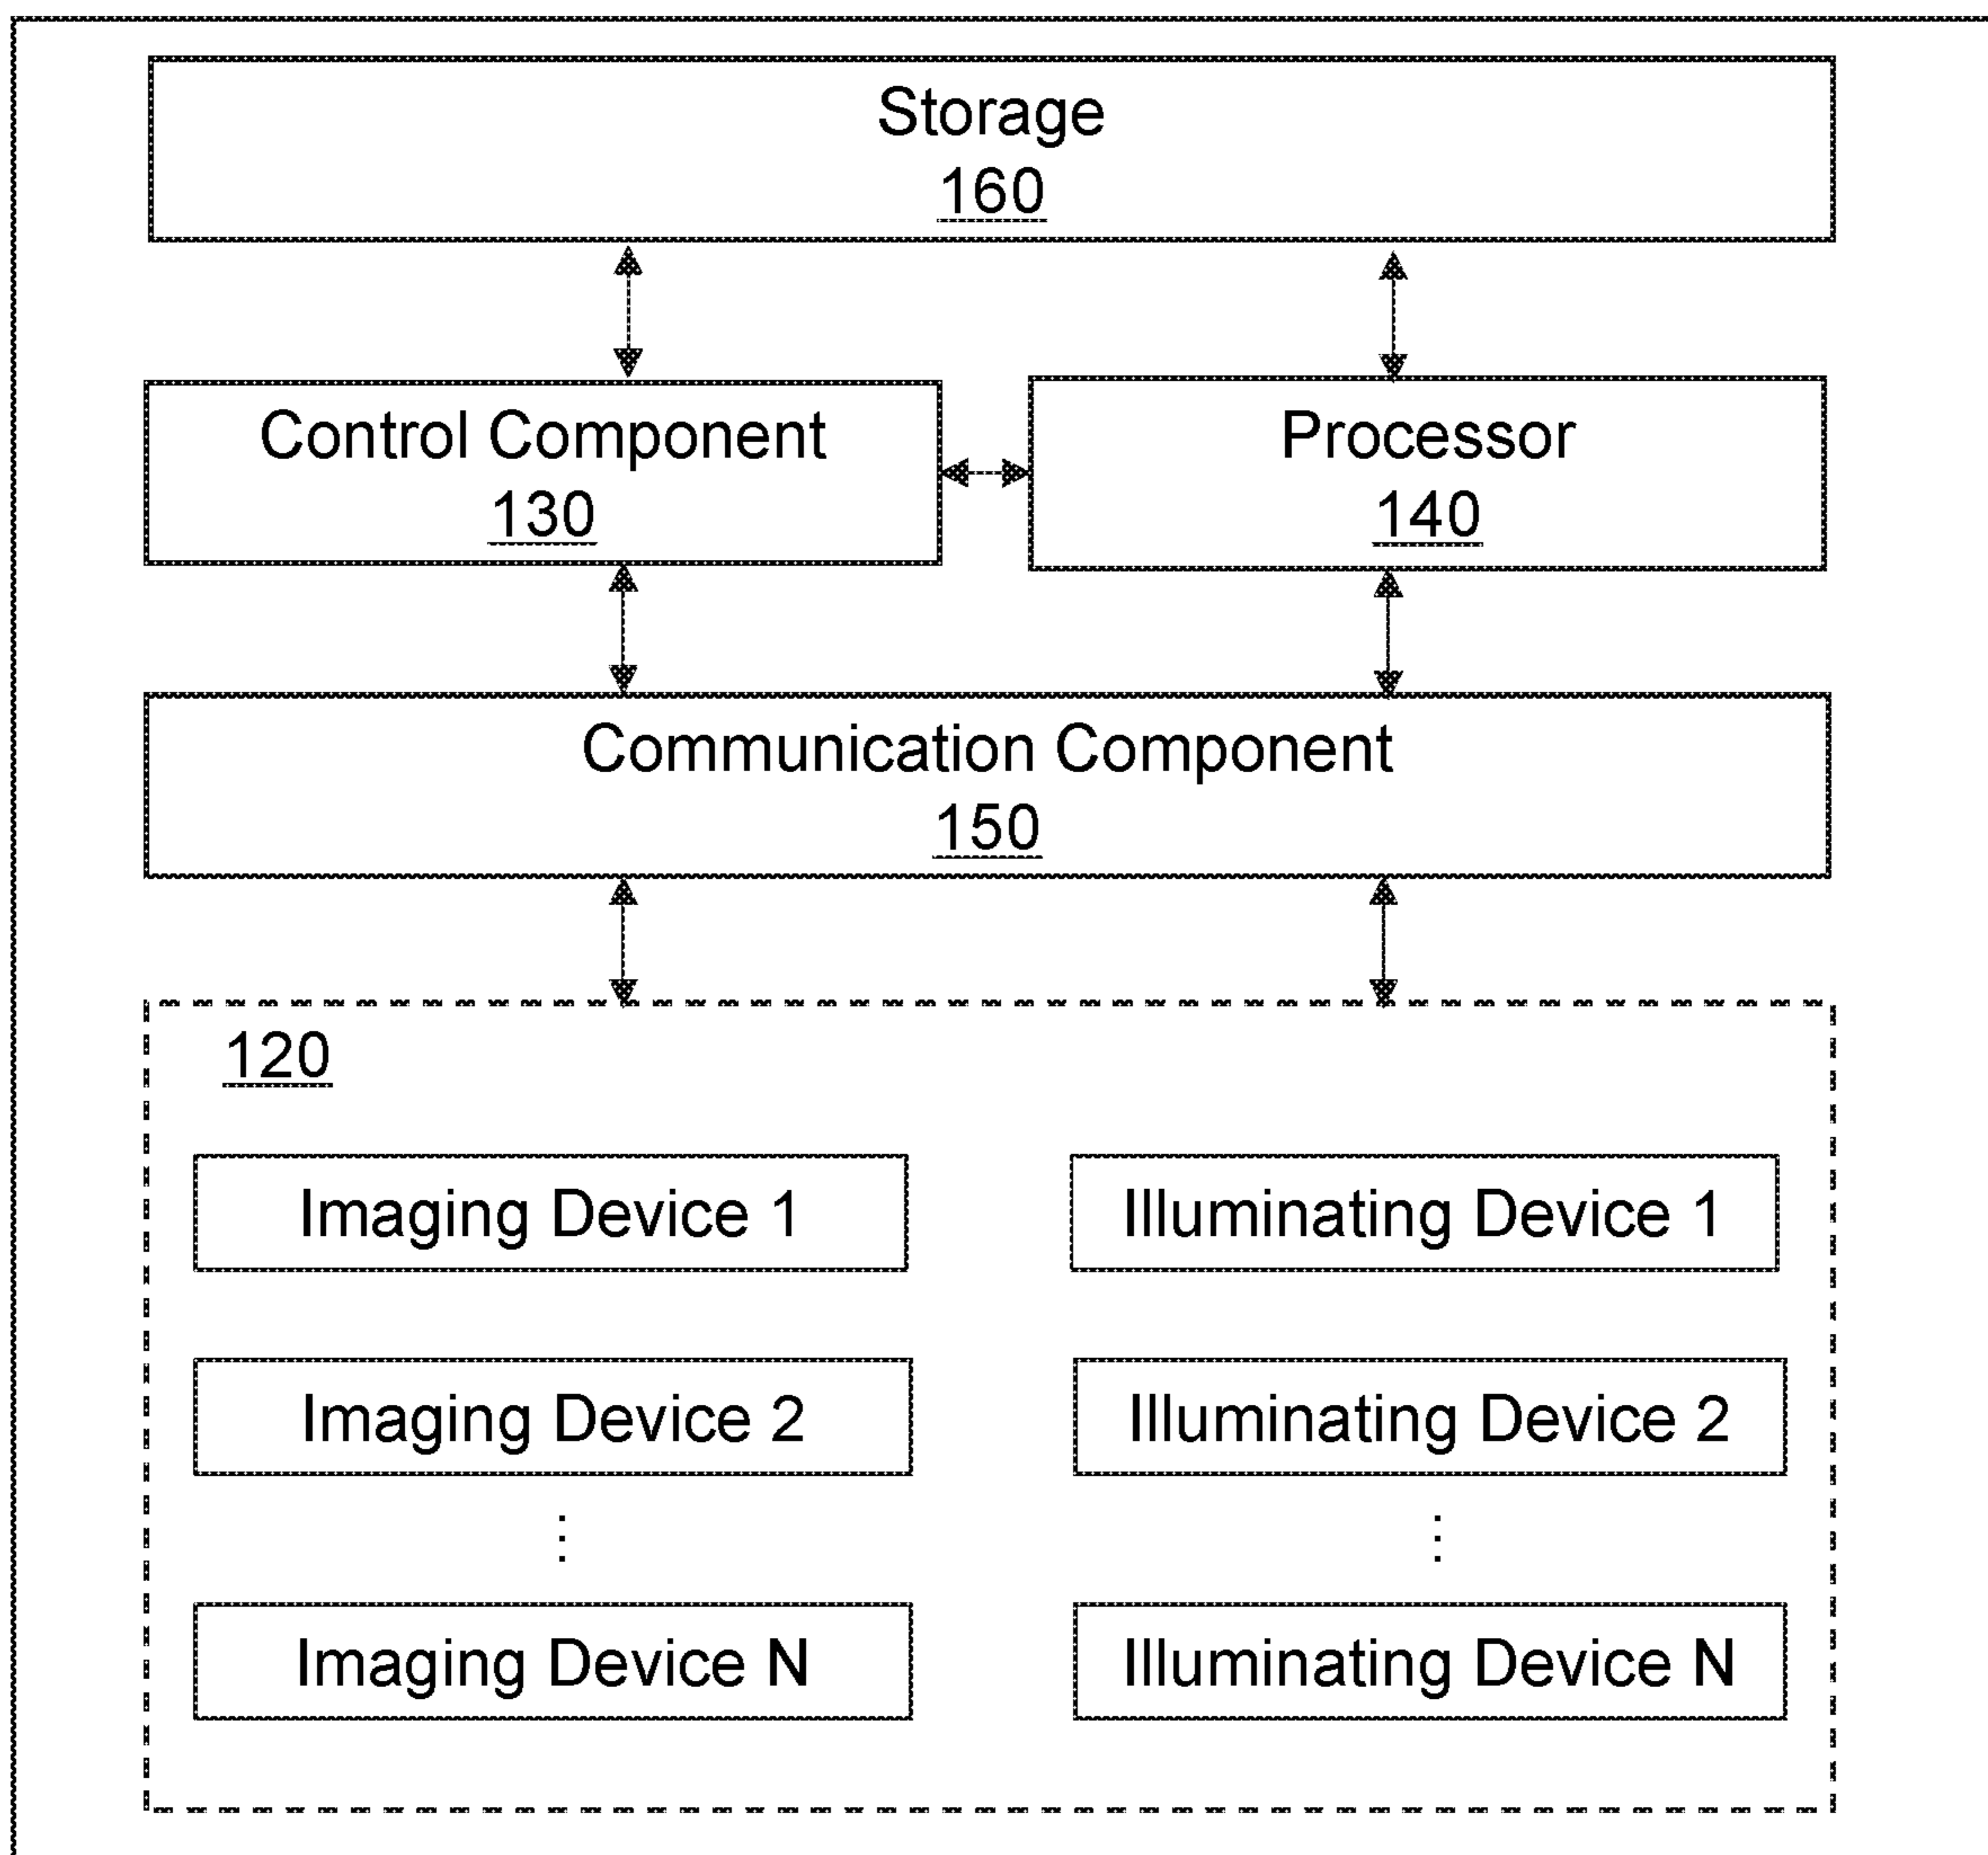 Storage
160
Control Component
130
Processor
140
Communication Component
150
120
Imaging Device 1
Illuminating Device 1
Imaging Device 2
Illuminating Device 2
⋮
⋮
Imaging Device N
Illuminating Device N